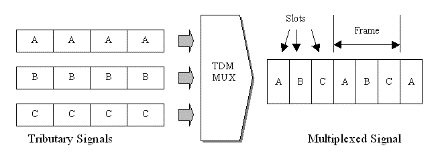 Slots
Frame
A A A A
B B B B
C C C C
TDM
MUX
A B C A B C A
Tributary Signals
Multiplexed Signal